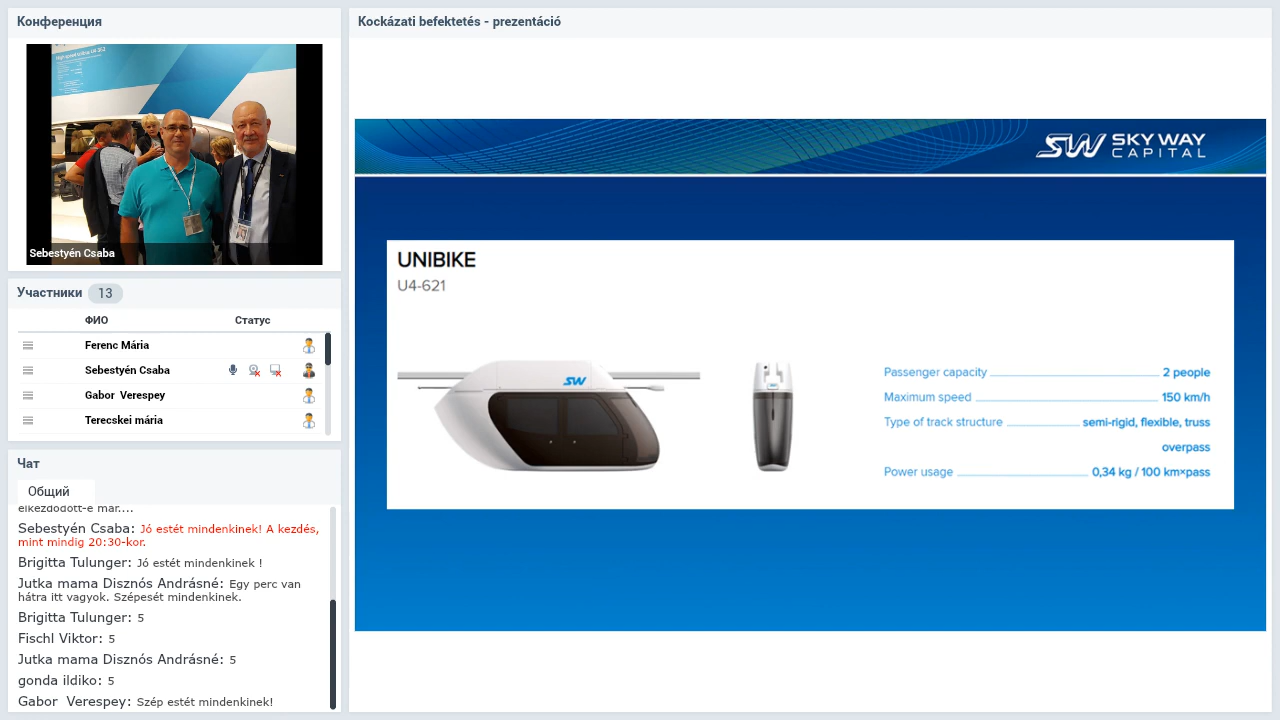 Конференция
Sebestyén Csaba
Участники 13
ФИО Статус
Ferenc Mária
Sebestyén Csaba
Gabor Verespey
Terecskei mária
Чат
Общий
elkezdődött-e már....
Sebestyén Csaba: Jó estét mindenkinek! A kezdés,
mint mindig 20:30-kor.
Brigitta Tulunger: Jó estét mindenkinek !
Jutka mama Disznós Andrásné: Egy perc van
hátra itt vagyok. Szépesét mindenkinek.
Brigitta Tulunger: 5
Fischl Viktor: 5
Jutka mama Disznós Andrásné: 5
gonda ildiko: 5
Gabor Verespey: Szép estét mindenkinek!
Kockázati befektetés - prezentáció
SW SKY WAY
CAPITAL
UNIBIKE
U4-621
SW
Passenger capacity 2 people
Maximum speed 150 km/h
Type of track structure semi-rigid, flexible, truss
overpass
Power usage 0,34 kg / 100 km×pass